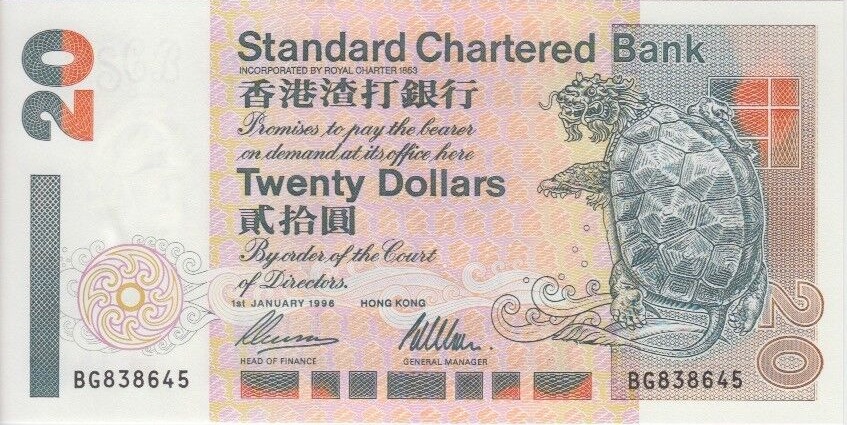 20
Standard Chartered Bank
INCORPORATED BY ROYAL CHARTER 1853
香港渣打銀行
Promises to pay the bearer
on demand at its office here
Twenty Dollars
貳拾圓
By order of the Court
of Directors.
1st JANUARY 1996 HONG KONG
HEAD OF FINANCE GENERAL MANAGER
BG838645 BG838645
20